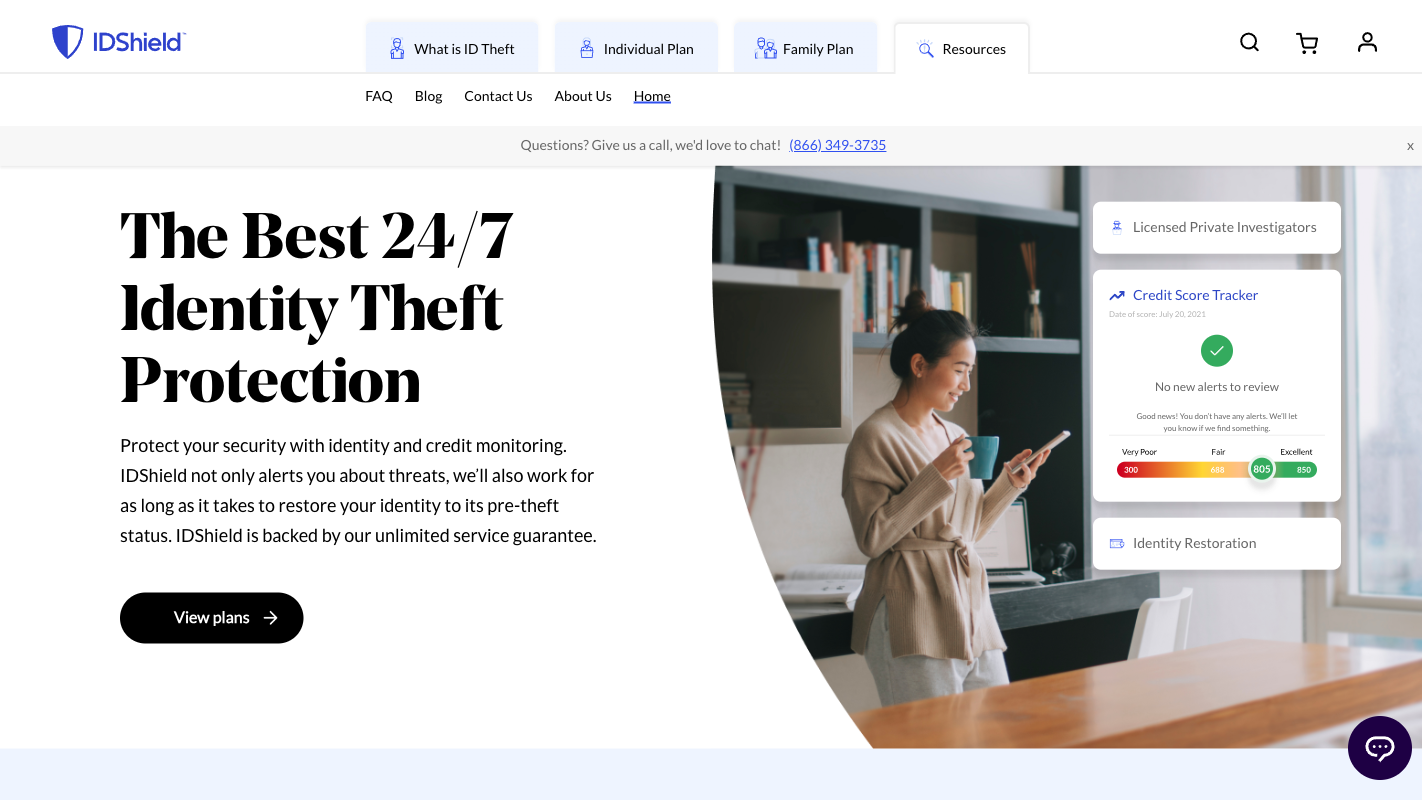 IDShield
What is ID Theft
Individual Plan
Family Plan
Resources
FAQ
Blog
Contact Us
About Us
Home
Questions? Give us a call, we'd love to chat! (866) 349-3735
x
The Best 24/7
Identity Theft
Protection
Protect your security with identity and credit monitoring.
IDShield not only alerts you about threats, we’ll also work for
as long as it takes to restore your identity to its pre-theft
status. IDShield is backed by our unlimited service guarantee.
View plans
Licensed Private Investigators
Credit Score Tracker
Date of score: July 20, 2021
No new alerts to review
Good news! You don't have any alerts. We'll let
you know if we find something.
Very Poor
Fair
Excellent
300
688
805
850
Identity Restoration